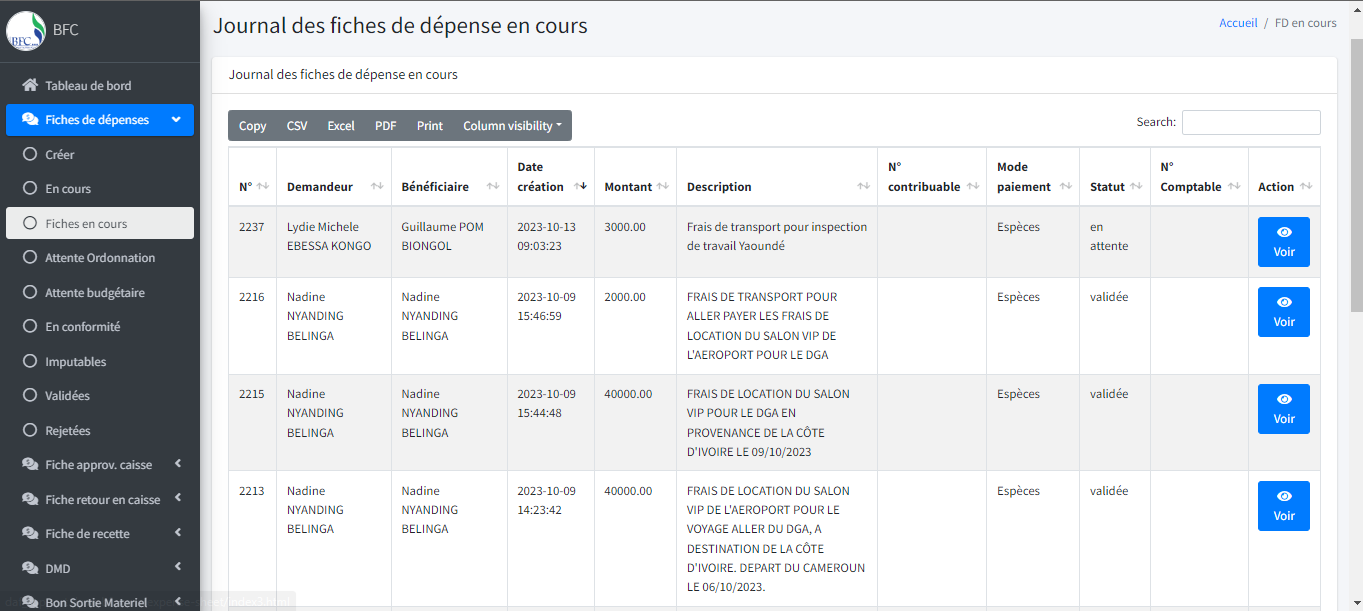 BFC
Tableau de bord
Fiches de dépenses
Créer
En cours
Fiches en cours
Attente Ordonnation
Attente budgétaire
En conformité
Imputables
Validées
Rejetées
Fiche approv. caisse
Fiche retour en caisse
Fiche de recette
DMD
Bon Sortie Materiel
Journal des fiches de dépense en cours
Accueil / FD en cours
Journal des fiches de dépense en cours
Copy CSV Excel PDF Print Column visibility
Search:
Date N° Mode N°
N° Demandeur Bénéficiaire création Montant Description contribuable paiement Statut Comptable Action
2237 Lydie Michele Guillaume POM 2023-10-13 3000.00 Frais de transport pour inspection Espèces en
EBESSA KONGO BIONGOL 09:03:23 de travail Yaoundé attente
Voir
2216 Nadine Nadine 2023-10-09 2000.00 FRAIS DE TRANSPORT POUR Espèces validée
NYANDING NYANDING 15:46:59 ALLER PAYER LES FRAIS DE Voir
BELINGA BELINGA LOCATION DU SALON VIP DE
L'AEROPORT POUR LE DGA
2215 Nadine Nadine 2023-10-09 40000.00 FRAIS DE LOCATION DU SALON Espèces validée
NYANDING NYANDING 15:44:48 VIP POUR LE DGA EN Voir
BELINGA BELINGA PROVENANCE DE LA CÔTE
D'IVOIRE LE 09/10/2023
2213 Nadine Nadine 2023-10-09 40000.00 FRAIS DE LOCATION DU SALON Espèces validée
NYANDING NYANDING 14:23:42 VIP DE L'AEROPORT POUR LE Voir
BELINGA BELINGA VOYAGE ALLER DU DGA, A
DESTINATION DE LA CÔTE
D'IVOIRE. DEPART DU CAMEROUN
LE 06/10/2023.